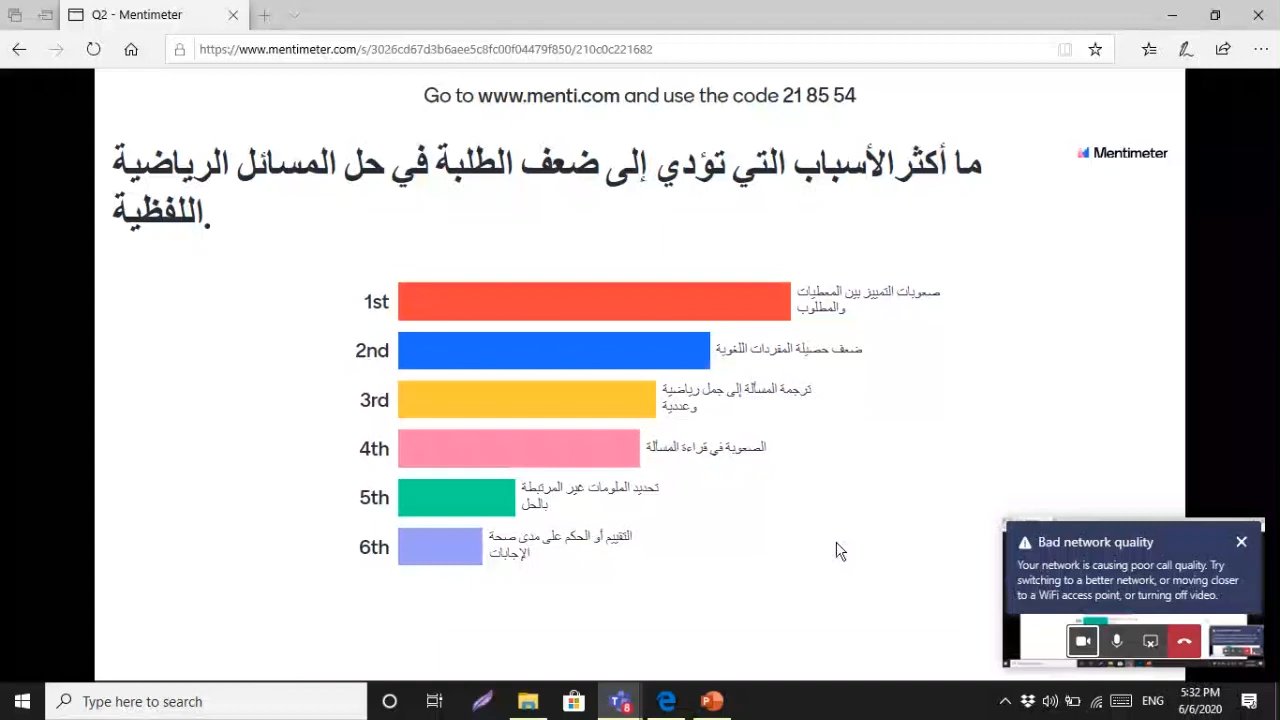 Q2 - Mentimeter
https://www.mentimeter.com/s/3026cd67d3b6aee5c8fc00f04479f850/210c0c221682
Go to www.menti.com and use the code 21 85 54
Mentimeter
ما أكثر الأسباب التي تؤدي إلى ضعف الطلبة في حل المسائل الرياضية
اللفظية.
1st
صعوبات التمييز بين المعطيات
والمطلوب
2nd
ضعف حصيلة المفردات اللغوية
3rd
ترجمة المسألة إلى جمل رياضية
وعددية
4th
الصعوبة في قراءة المسألة
5th
تحديد الملومات غير المرتبطة
بالحل
6th
التقييم أو الحكم على مدى صحة
الإجابات
Bad network quality
Your network is causing poor call quality. Try
switching to a better network, or moving closer
to a WiFi access point, or turning off video.
Type here to search
8
ENG
5:32 PM
6/6/2020